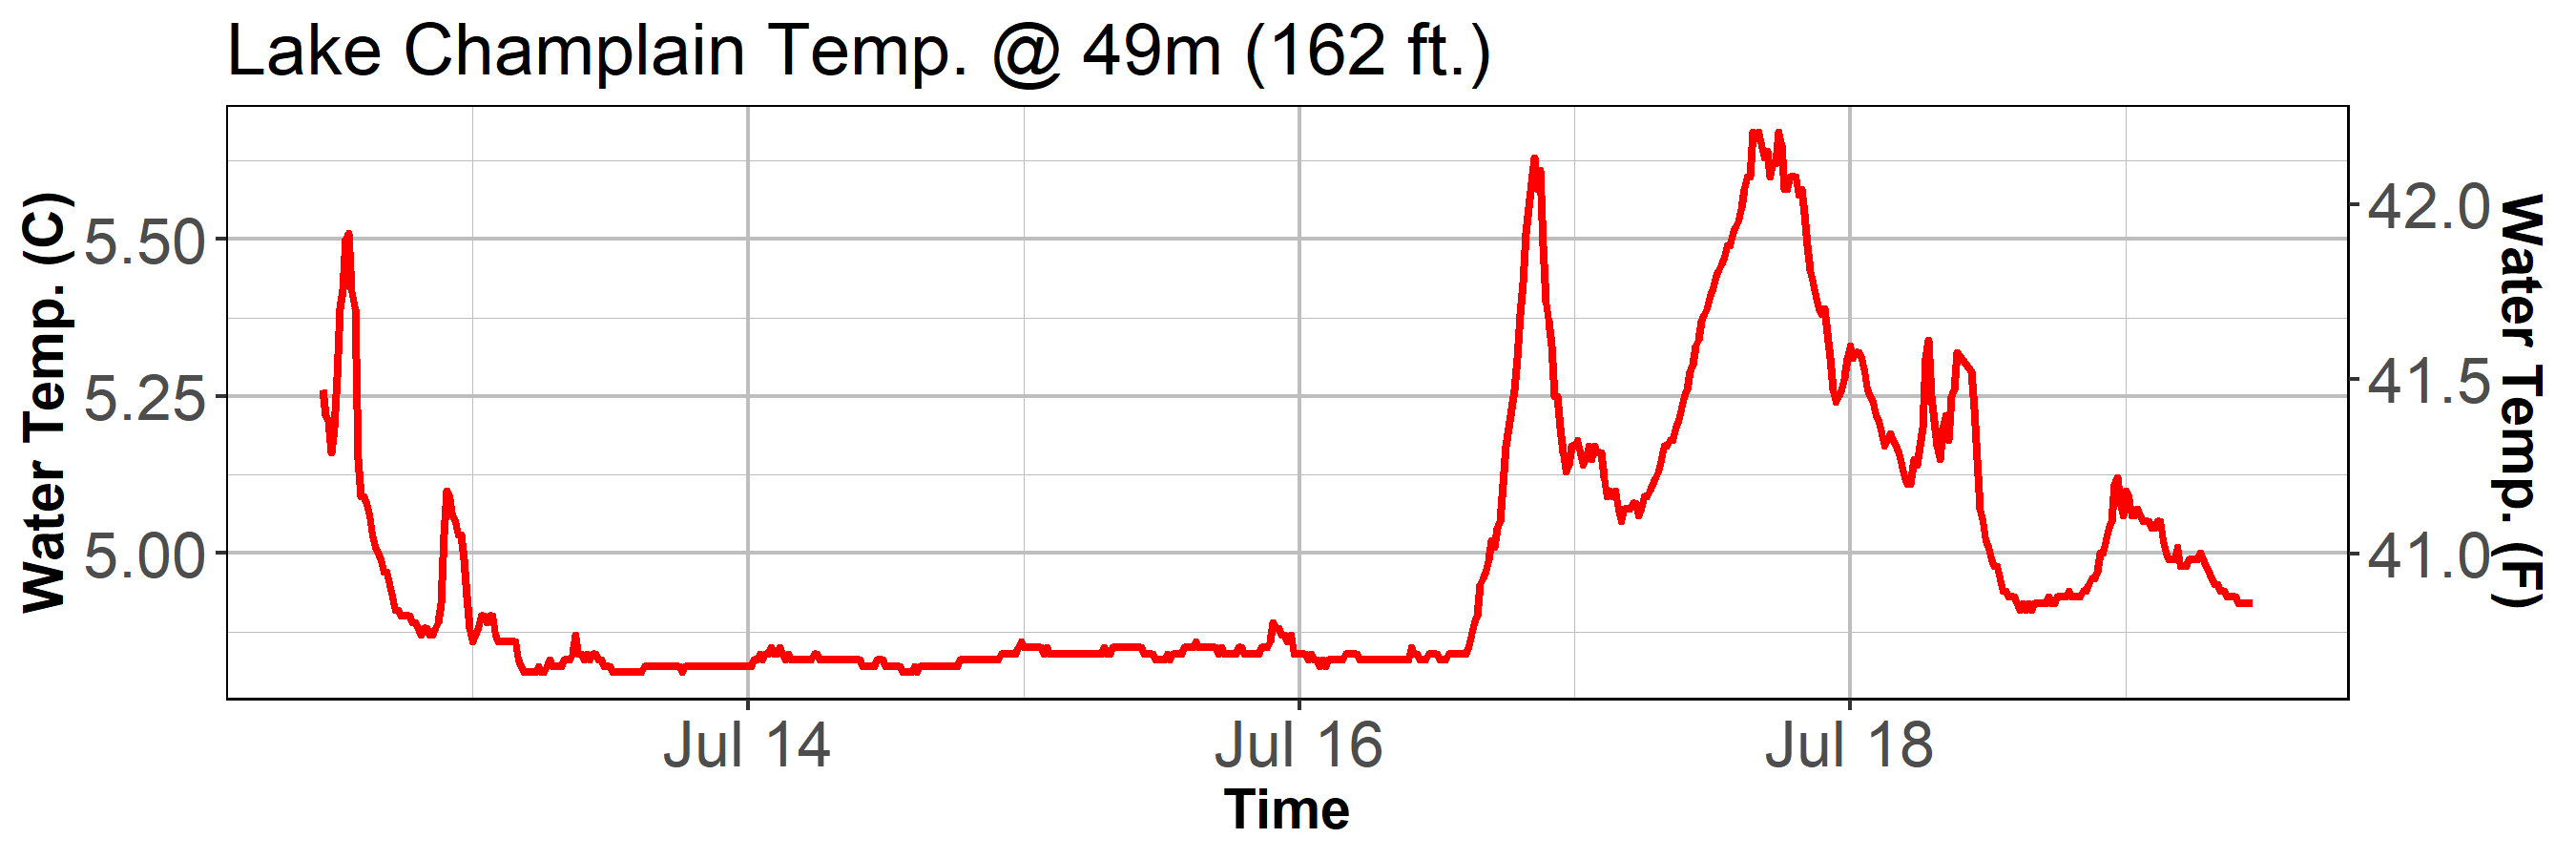 Lake Champlain Temp. @ 49m (162 ft.)
Water Temp. (C)
5.50
5.25
5.00
42.0
41.5
41.0
Water Temp. (F)
Jul 14
Jul 16
Jul 18
Time